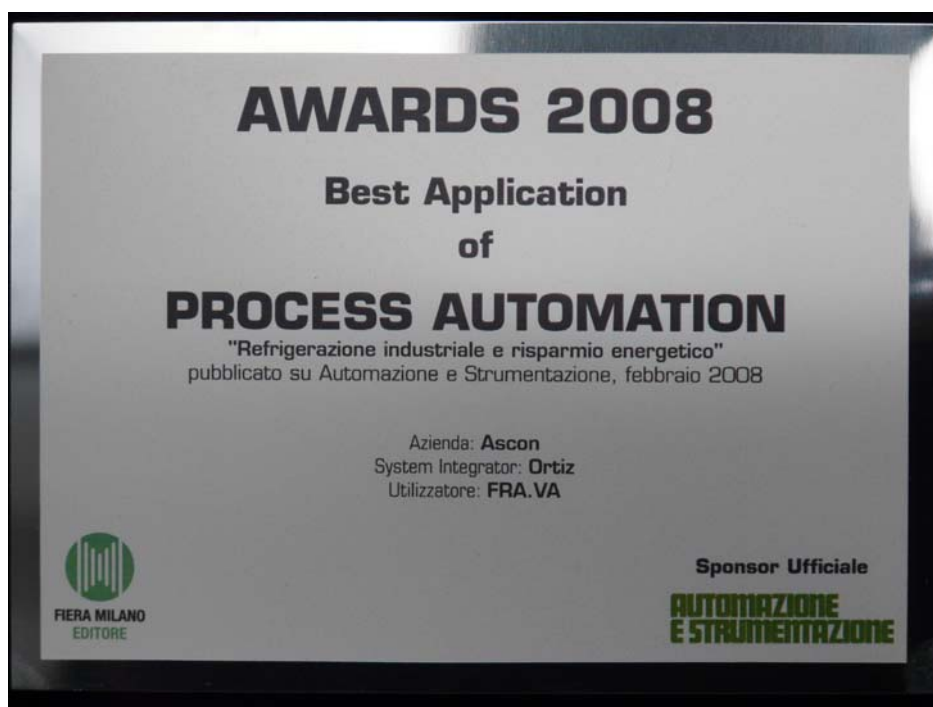 AWARDS 2008
Best Application
of
PROCESS AUTOMATION
"Refrigerazione industriale e risparmio energetico"
pubblicato su Automazione e Strumentazione, febbraio 2008
Azienda: Ascon
System Integrator: Ortiz
Utilizzatore: FRA.VA
FIERA MILANO
EDITORE
Sponsor Ufficiale
AUTOMAZIONE
E STRUMENTAZIONE